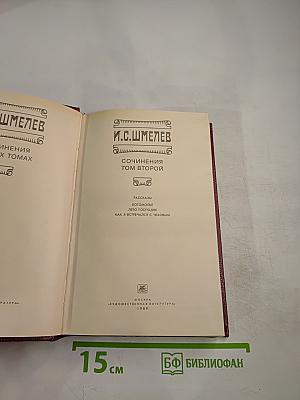 ШМЕЛЕВ
ИНЕНИЯ
Х ТОМАХ
И.С.ШМЕЛЕВ
СОЧИНЕНИЯ
ТОМ ВТОРОЙ
РАССКАЗЫ
БОГОМОЛЬЕ
ЛЕТО ГОСПОДНЕ
КАК Я ВСТРЕЧАЛСЯ С ЧЕХОВЫМ
МОСКВА
«ХУДОЖЕСТВЕННАЯ ЛИТЕРАТУРА»
1989
15 см
БФ БИБЛИОФАН